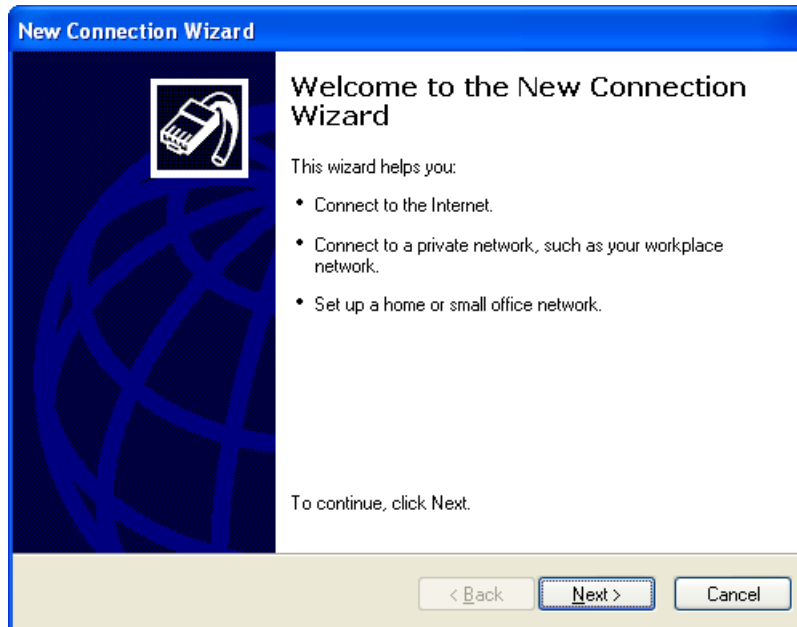 New Connection Wizard
Welcome to the New Connection
Wizard
This wizard helps you:
• Connect to the Internet.
• Connect to a private network, such as your workplace
network.
• Set up a home or small office network.
To continue, click Next.
< Back
Next >
Cancel